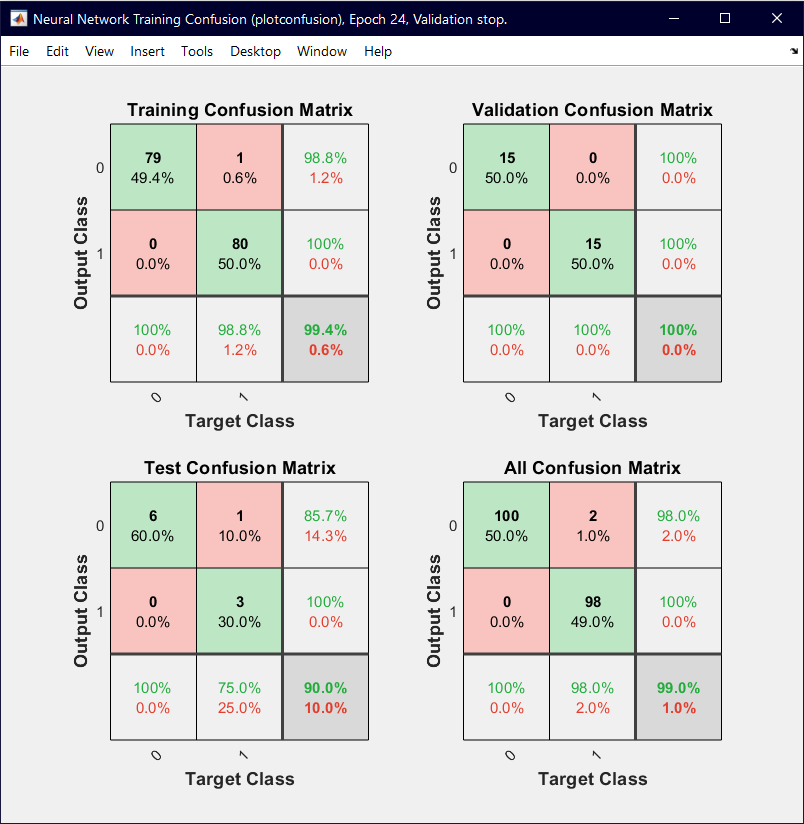 Neural Network Training Confusion (plotconfusion), Epoch 24, Validation stop.
File Edit View Insert Tools Desktop Window Help
Training Confusion Matrix
79 1 98.8%
0
49.4% 0.6% 1.2%
0 80 100%
1
0.0% 50.0% 0.0%
100% 98.8% 99.4%
0.0% 1.2% 0.6%
0 1
Target Class
Output Class
Validation Confusion Matrix
15 0 100%
0
50.0% 0.0% 0.0%
0 15 100%
1
0.0% 50.0% 0.0%
100% 100% 100%
0.0% 0.0% 0.0%
0 1
Target Class
Output Class
Test Confusion Matrix
6 1 85.7%
0
60.0% 10.0% 14.3%
0 3 100%
1
0.0% 30.0% 0.0%
100% 75.0% 90.0%
0.0% 25.0% 10.0%
0 1
Target Class
Output Class
All Confusion Matrix
100 2 98.0%
0
50.0% 1.0% 2.0%
0 98 100%
1
0.0% 49.0% 0.0%
100% 98.0% 99.0%
0.0% 2.0% 1.0%
0 1
Target Class
Output Class